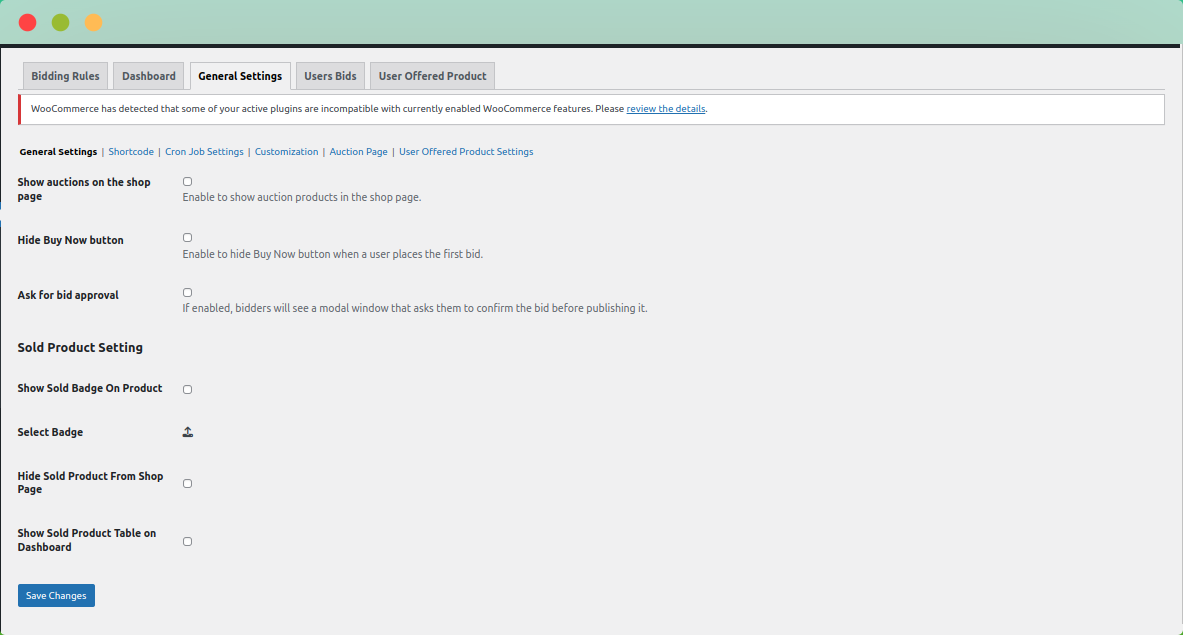 Bidding Rules Dashboard General Settings Users Bids User Offered Product
WooCommerce has detected that some of your active plugins are incompatible with currently enabled WooCommerce features. Please review the details.
General Settings | Shortcode | Cron Job Settings | Customization | Auction Page | User Offered Product Settings
Show auctions on the shop
page
Enable to show auction products in the shop page.
Hide Buy Now button
Enable to hide Buy Now button when a user places the first bid.
Ask for bid approval
If enabled, bidders will see a modal window that asks them to confirm the bid before publishing it.
Sold Product Setting
Show Sold Badge On Product
Select Badge
Hide Sold Product From Shop
Page
Show Sold Product Table on
Dashboard
Save Changes